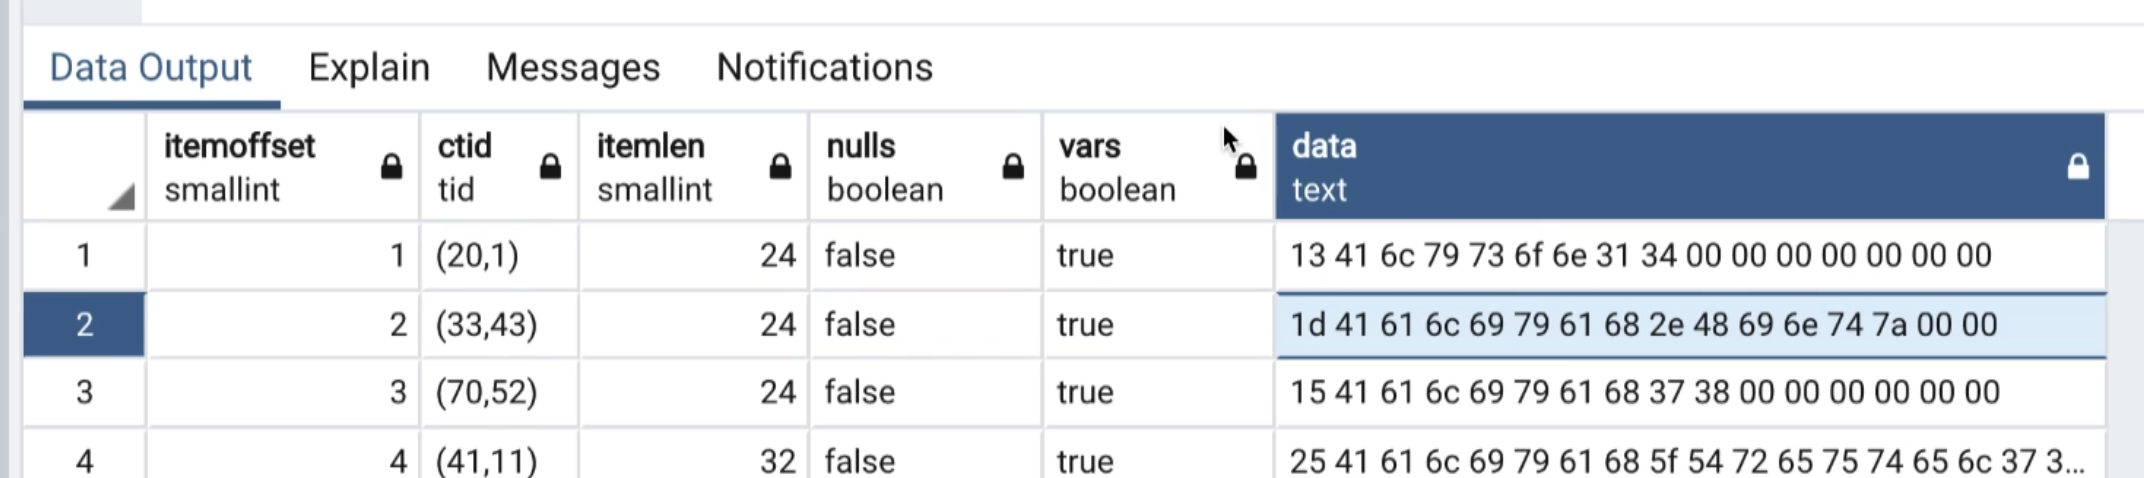 Data Output Explain Messages Notifications
itemoffset ctid itemlen nulls vars data
smallint tid smallint boolean boolean text
1 1 (20,1) 24 false true 13 41 6c 79 73 6f 6e 31 34 00 00 00 00 00 00 00
2 2 (33,43) 24 false true 1d 41 61 6c 69 79 61 68 2e 48 69 6e 74 7a 00 00
3 3 (70,52) 24 false true 15 41 61 6c 69 79 61 68 37 38 00 00 00 00 00 00
4 4 (41,11) 32 false true 25 41 61 6c 69 79 61 68 5f 54 72 65 75 74 65 6c 37 3...